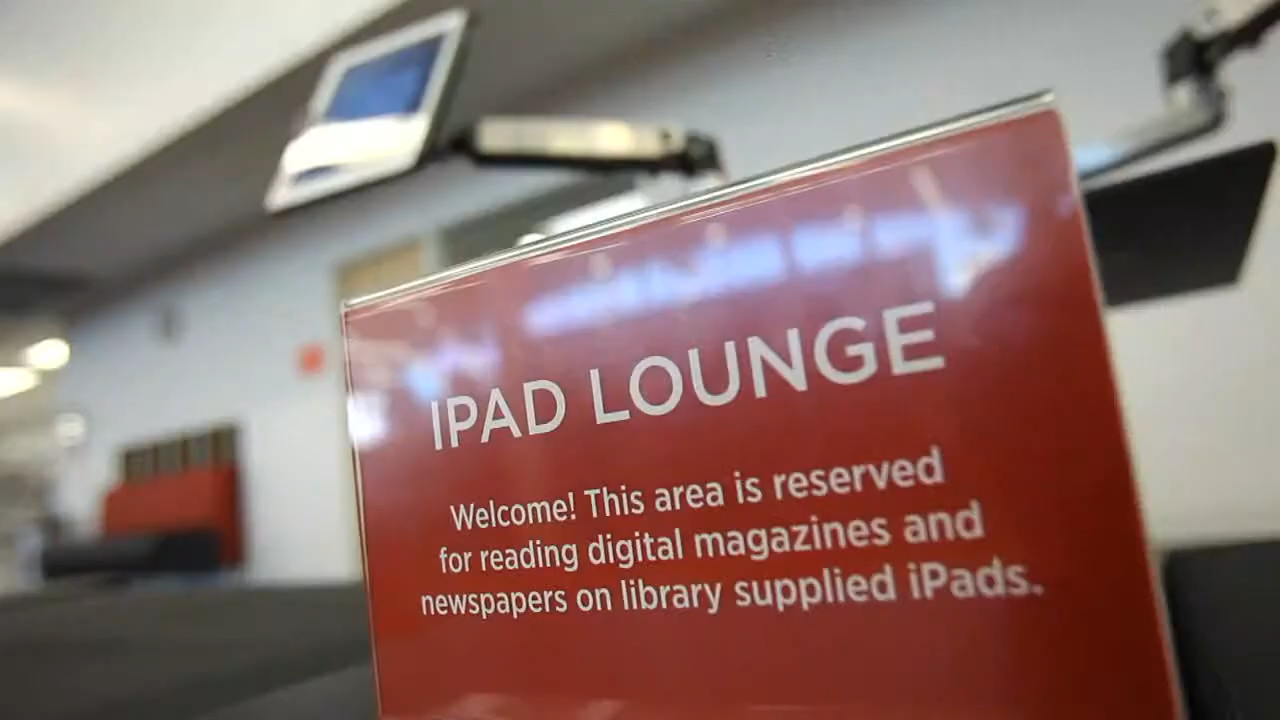 IPAD LOUNGE
Welcome! This area is reserved
for reading digital magazines and
newspapers on library supplied iPads.